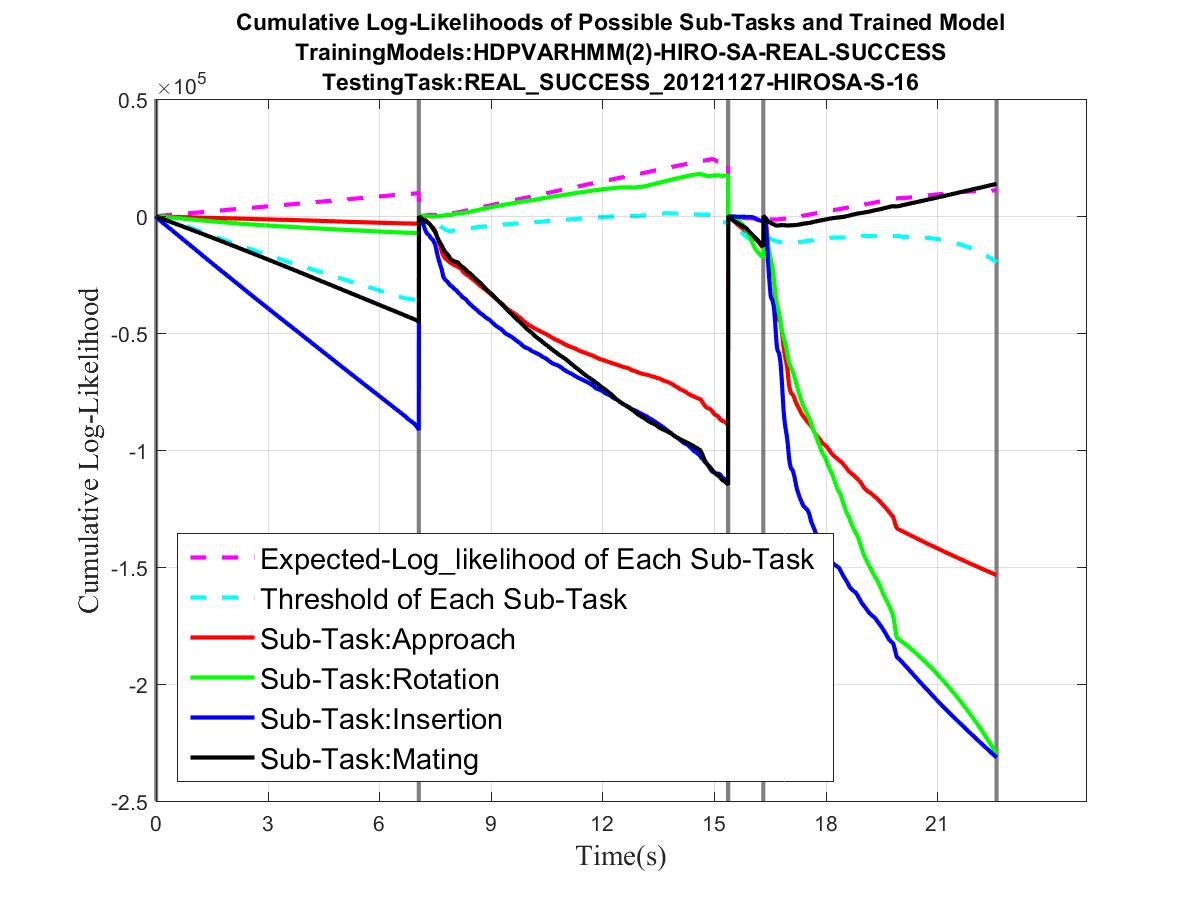 Cumulative Log-Likelihoods of Possible Sub-Tasks and Trained Model
TrainingModels:HDPVARHMM(2)-HIRO-SA-REAL-SUCCESS
TestingTask:REAL_SUCCESS_20121127-HIROSA-S-16
×10^5
0.5
0
-0.5
-1
-1.5
-2
-2.5
Cumulative Log-Likelihood
Expected-Log_likelihood of Each Sub-Task
Threshold of Each Sub-Task
Sub-Task:Approach
Sub-Task:Rotation
Sub-Task:Insertion
Sub-Task:Mating
0 3 6 9 12 15 18 21
Time(s)